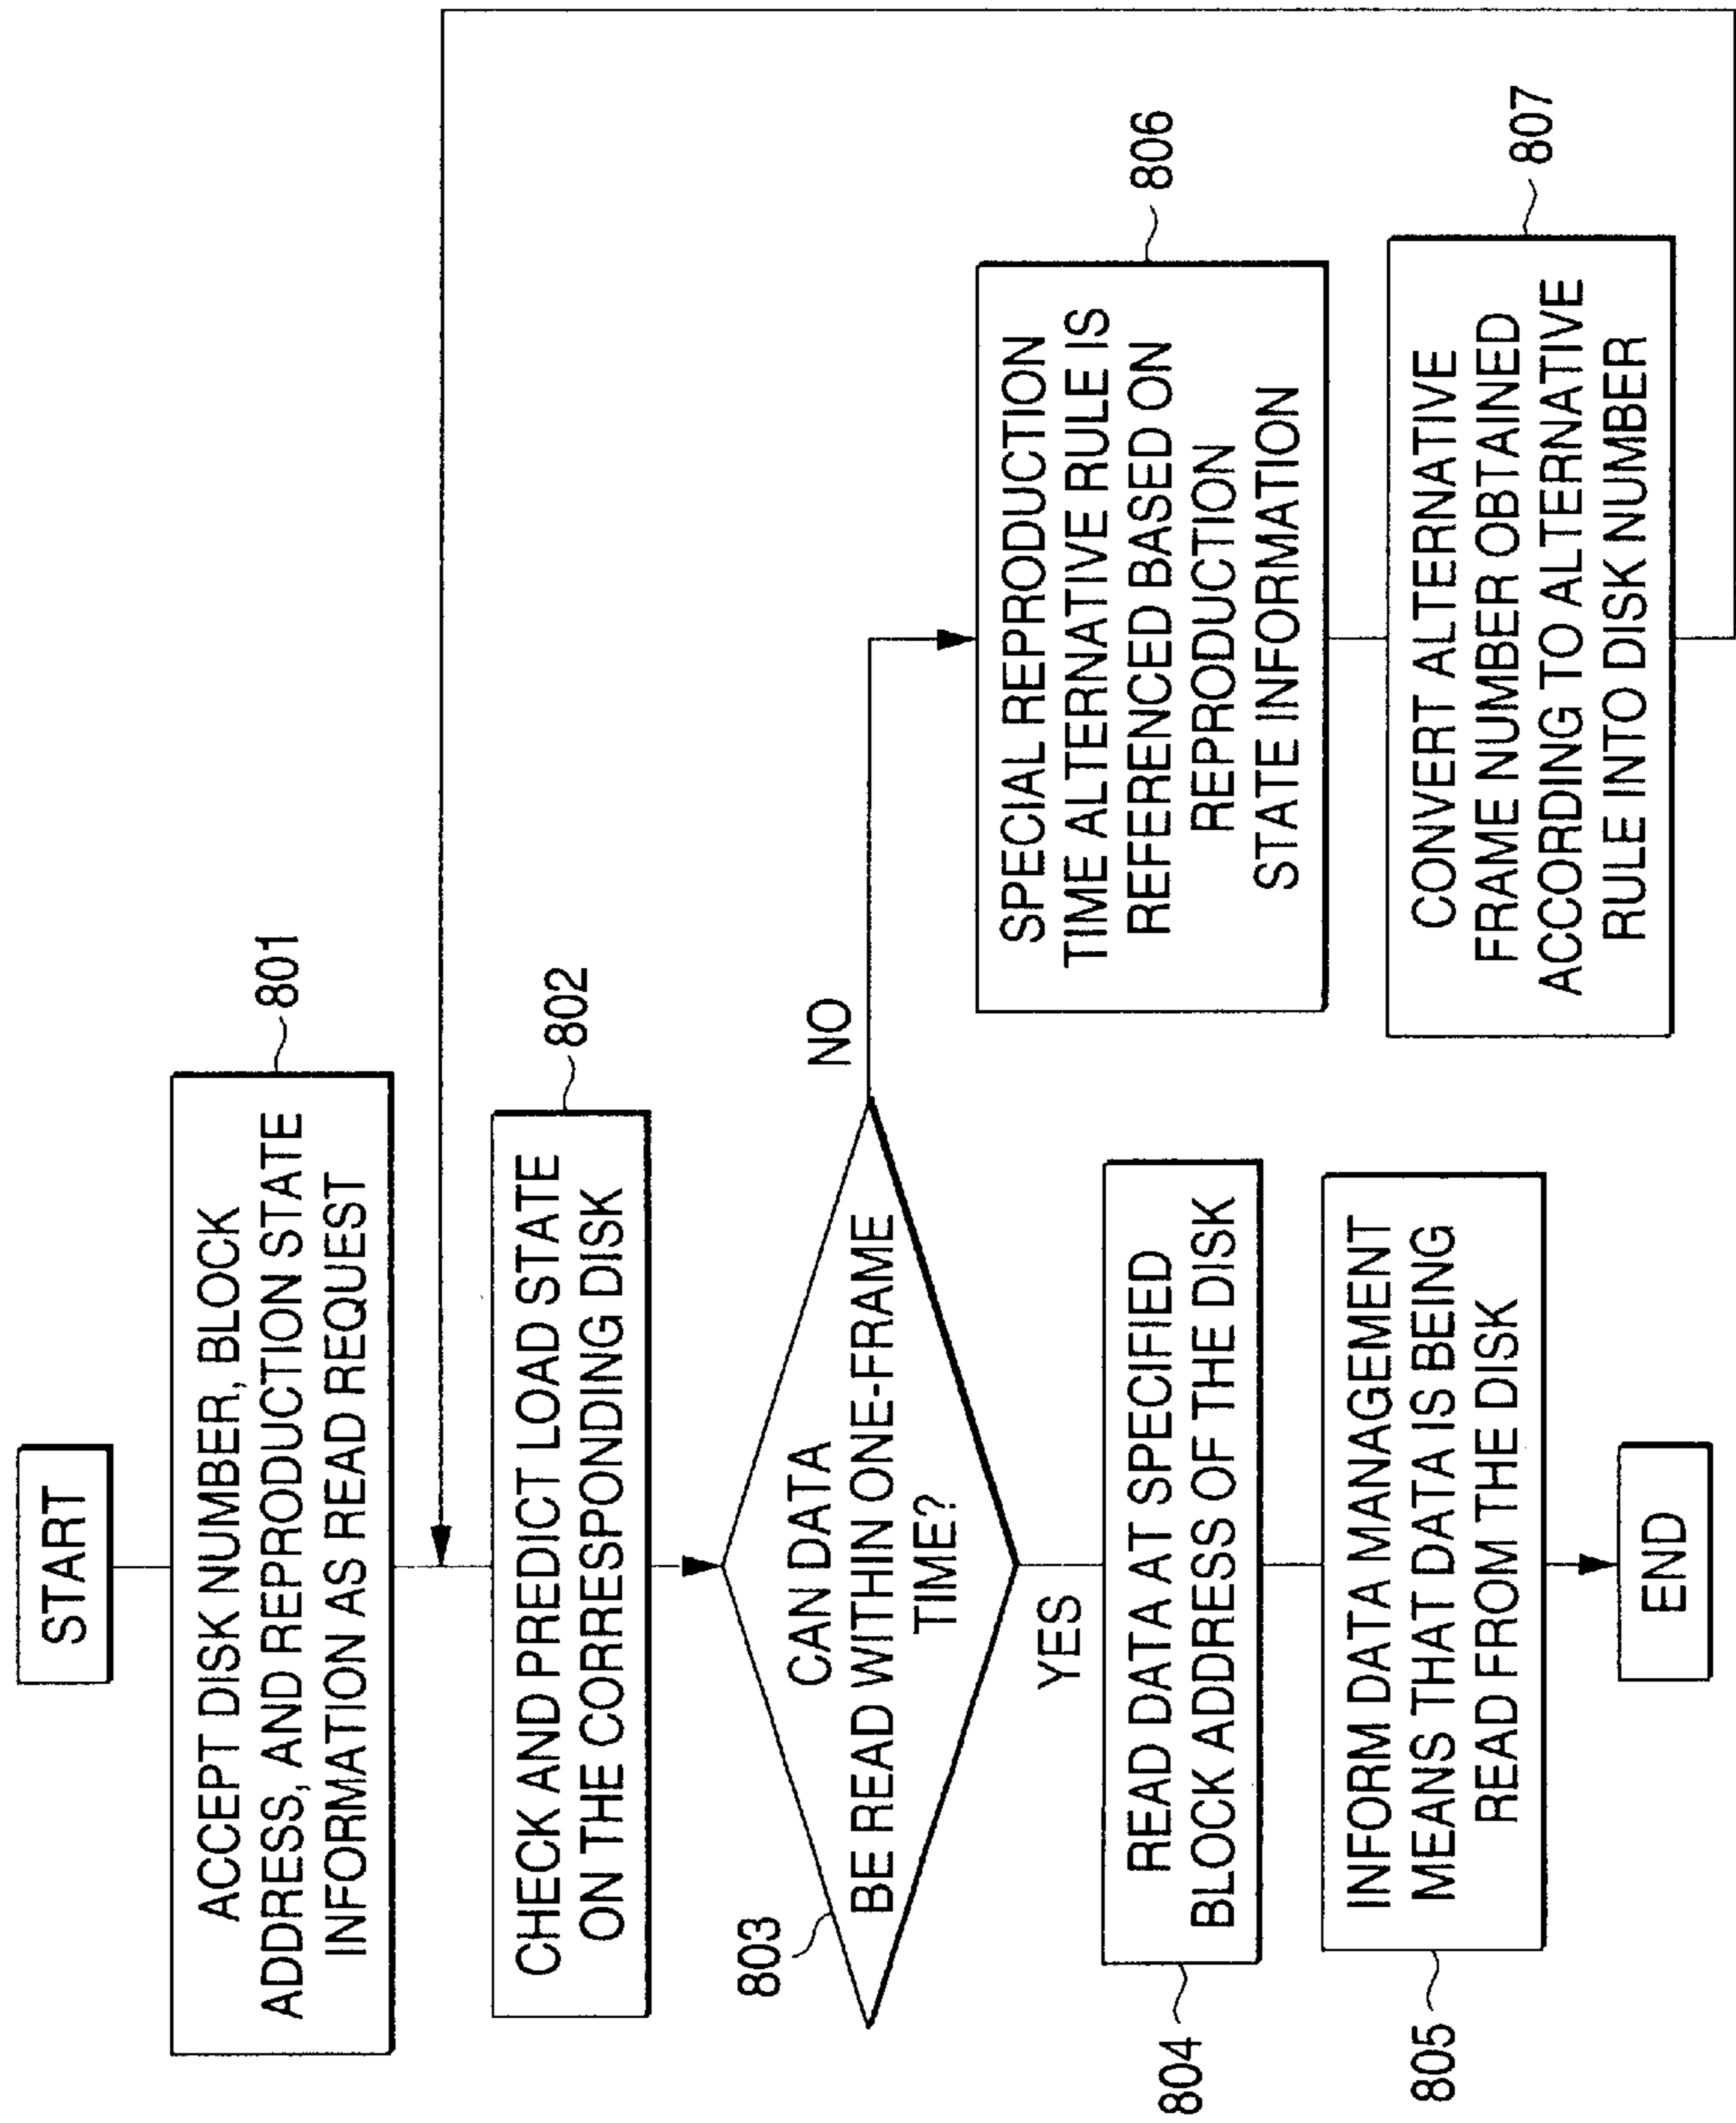 START
ACCEPT DISK NUMBER, BLOCK
ADDRESS, AND REPRODUCTION STATE
INFORMATION AS READ REQUEST
801
CHECK AND PREDICT LOAD STATE
ON THE CORRESPONDING DISK
802
803
CAN DATA
BE READ WITHIN ONE-FRAME
TIME?
NO
YES
READ DATA AT SPECIFIED
BLOCK ADDRESS OF THE DISK
804
INFORM DATA MANAGEMENT
MEANS THAT DATA IS BEING
READ FROM THE DISK
805
END
SPECIAL REPRODUCTION
TIME ALTERNATIVE RULE IS
REFERENCED BASED ON
REPRODUCTION
STATE INFORMATION
806
CONVERT ALTERNATIVE
FRAME NUMBER OBTAINED
ACCORDING TO ALTERNATIVE
RULE INTO DISK NUMBER
807